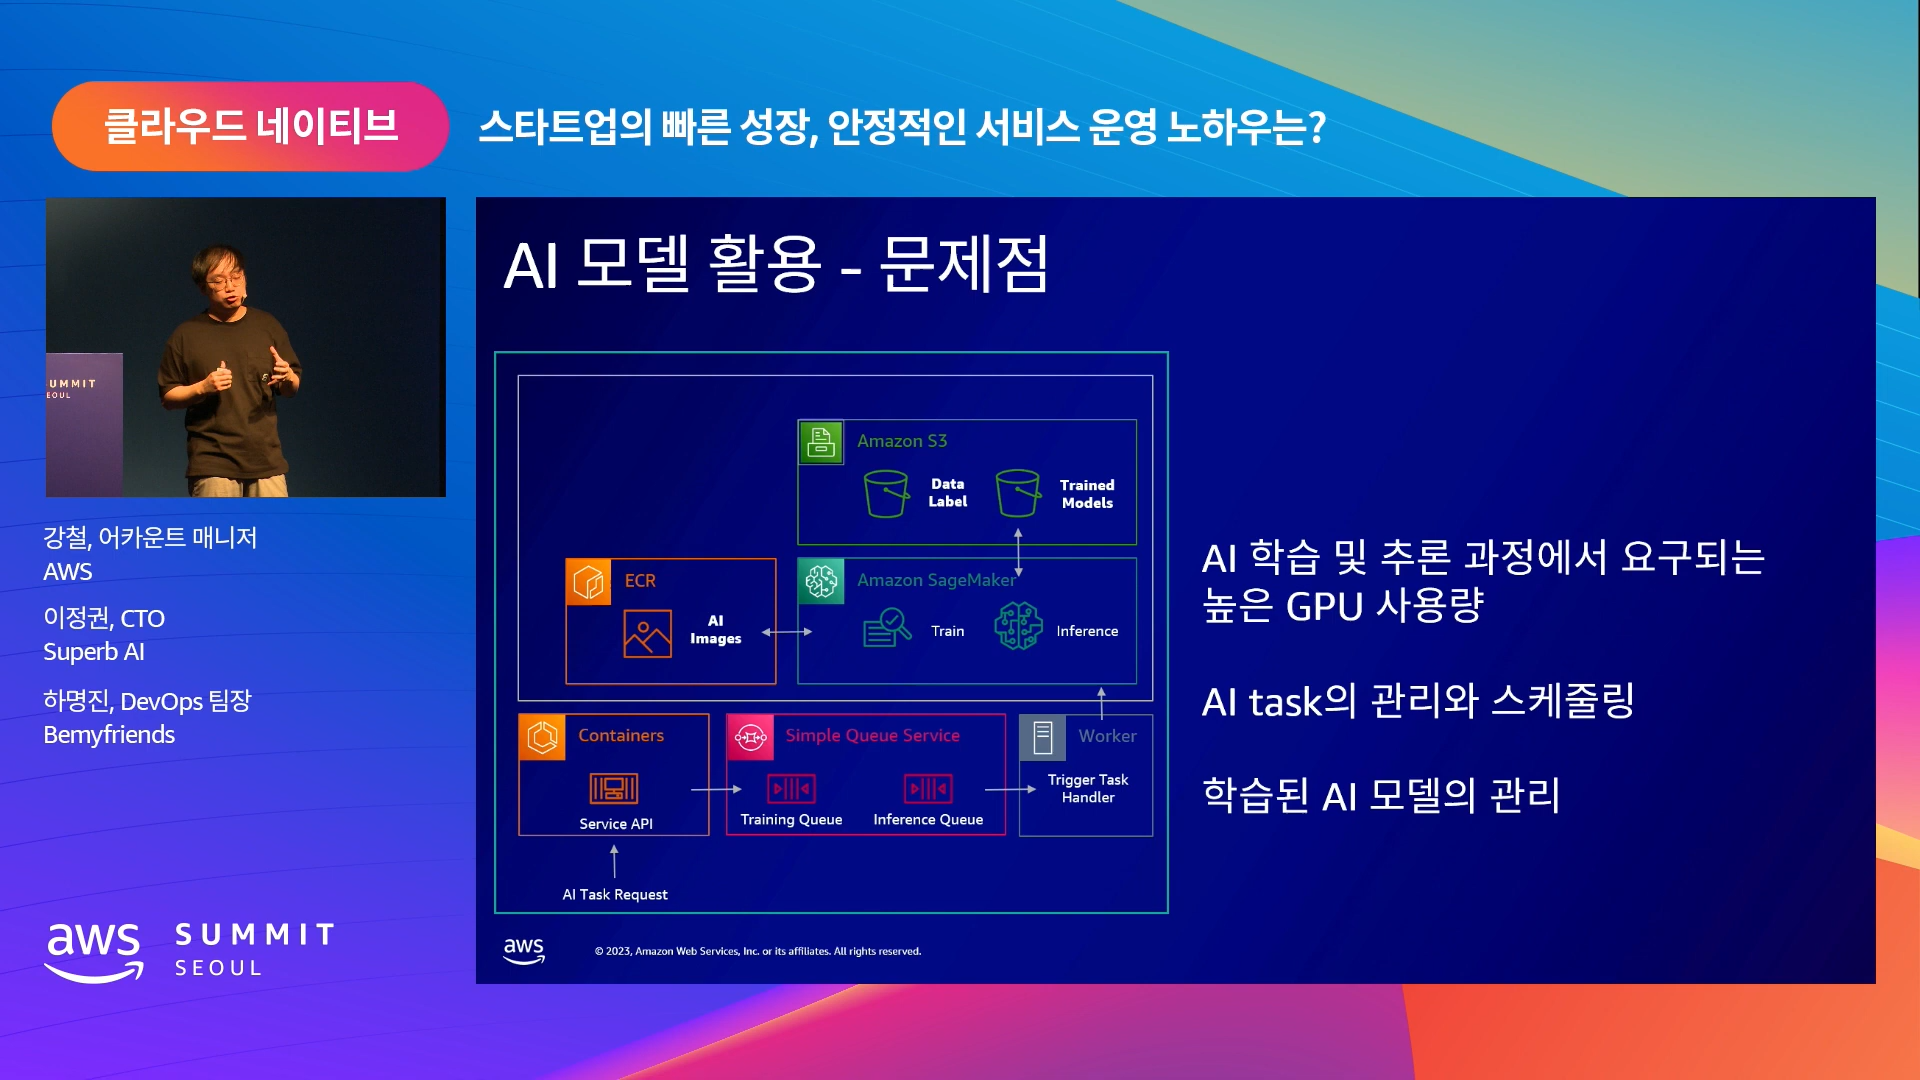 클라우드 네이티브
스타트업의 빠른 성장, 안정적인 서비스 운영 노하우는?
UMMIT
EOUL
강철, 어카운트 매니저
AWS
이정권, CTO
Superb AI
하명진, DevOps 팀장
Bemyfriends
aws SUMMIT
SEOUL
AI 모델 활용 - 문제점
Amazon S3
Data
Label
Trained
Models
ECR
AI
Images
Amazon SageMaker
Train
Inference
Containers
Service API
Simple Queue Service
Training Queue
Inference Queue
Worker
Trigger Task
Handler
AI Task Request
AI 학습 및 추론 과정에서 요구되는
높은 GPU 사용량
AI task의 관리와 스케줄링
학습된 AI 모델의 관리
aws
© 2023, Amazon Web Services, Inc. or its affiliates. All rights reserved.